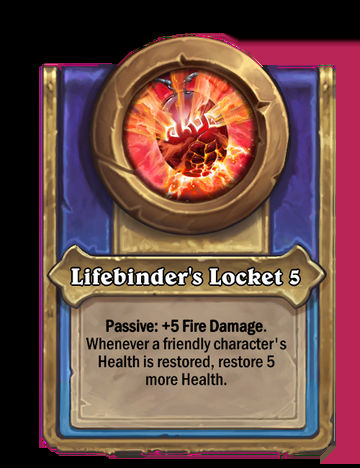 Lifebinder's Locket 5
Passive: +5 Fire Damage.
Whenever a friendly character's
Health is restored, restore 5
more Health.